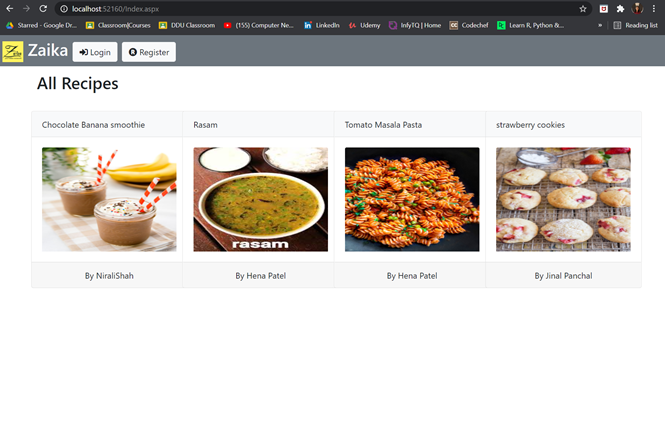 localhost:52160/Index.aspx
Starred - Google Dr...
Classroom|Courses
DDU Classroom
(155) Computer Ne...
LinkedIn
Udemy
InfyTQ | Home
Codechef
Learn R, Python &...
»
Reading list
Zaika
Login
Register
All Recipes
Chocolate Banana smoothie
Rasam
Tomato Masala Pasta
strawberry cookies
rasam
By NiraliShah
By Hena Patel
By Hena Patel
By Jinal Panchal